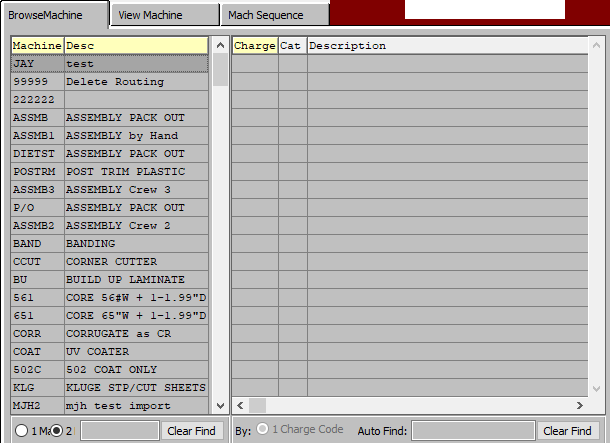 BrowseMachine View Machine Mach Sequence
Machine Desc Charge Cat Description
JAY test
99999 Delete Routing
222222
ASSMB ASSEMBLY PACK OUT
ASSMB1 ASSEMBLY by Hand
DIETST ASSEMBLY PACK OUT
POSTRM POST TRIM PLASTIC
ASSMB3 ASSEMBLY Crew 3
P/O ASSEMBLY PACK OUT
ASSMB2 ASSEMBLY Crew 2
BAND BANDING
CCUT CORNER CUTTER
BU BUILD UP LAMINATE
561 CORE 56#W + 1-1.99"D
651 CORE 65"W + 1-1.99"D
CORR CORRUGATE as CR
COAT UV COATER
502C 502 COAT ONLY
KLG KLUGE STP/CUT SHEETS
MJH2 mjh test import
1 Ma 2 Clear Find By: 1 Charge Code Auto Find: Clear Find